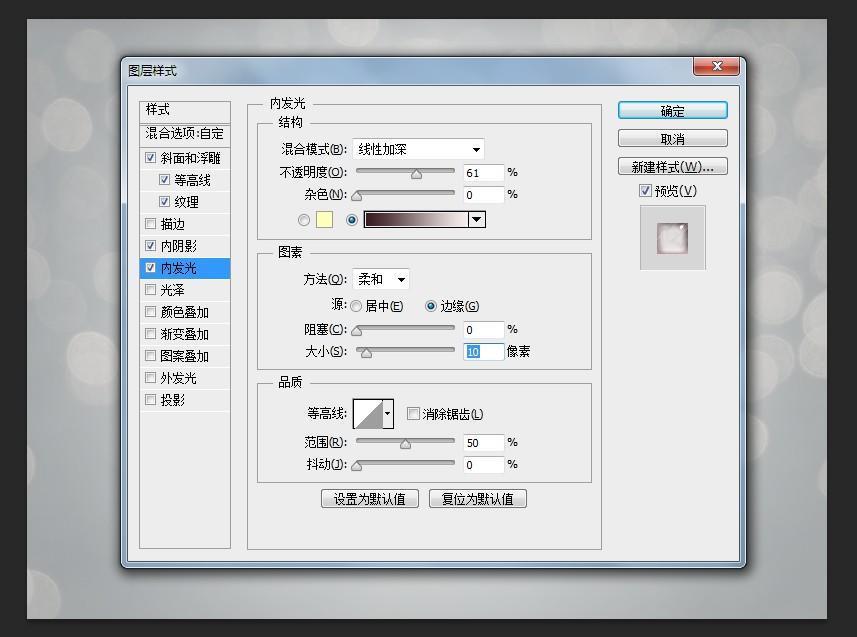 图层样式
样式
混合选项:自定
斜面和浮雕
等高线
纹理
描边
内阴影
内发光
光泽
颜色叠加
渐变叠加
图案叠加
外发光
投影
内发光
结构
混合模式(B): 线性加深
不透明度(O): 61 %
杂色(N): 0 %
图素
方法(Q): 柔和
源: 居中(E) 边缘(G)
阻塞(C): 0 %
大小(S): 10 像素
品质
等高线: 消除锯齿(L)
范围(R): 50 %
抖动(J): 0 %
设置为默认值 复位为默认值
确定
取消
新建样式(W)...
预览(V)